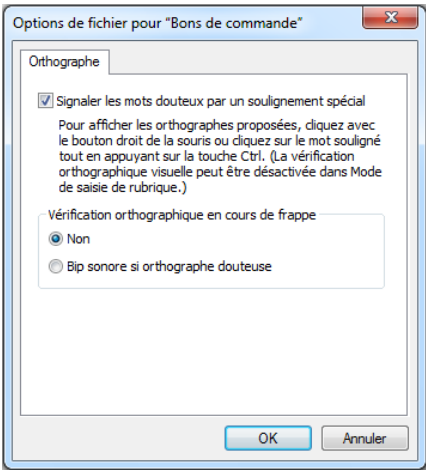 Options de fichier pour “Bons de commande”
Orthographe
Signaler les mots douteux par un soulignement spécial
Pour afficher les orthographes proposées, cliquez avec
le bouton droit de la souris ou cliquez sur le mot souligné
tout en appuyant sur la touche Ctrl. (La vérification
orthographique visuelle peut être désactivée dans Mode
de saisie de rubrique.)
Vérification orthographique en cours de frappe
Non
Bip sonore si orthographe douteuse
OK
Annuler